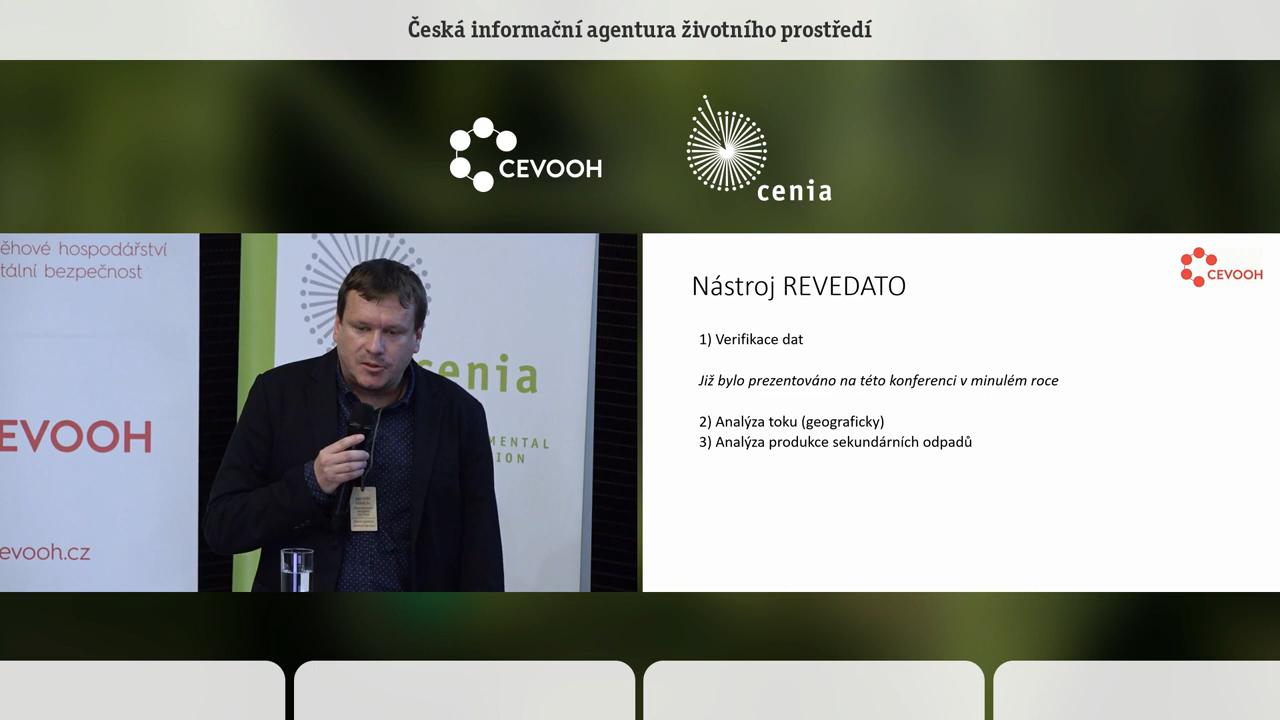 Česká informační agentura životního prostředí
CEVOOH
cenia
ěhové hospodářství
tální bezpečnost
EVOOH
evooh.cz
cenia
MENTAL
ION
CEVOOH
Nástroj REVEDATO
1) Verifikace dat
Již bylo prezentováno na této konferenci v minulém roce
2) Analýza toku (geograficky)
3) Analýza produkce sekundárních odpadů